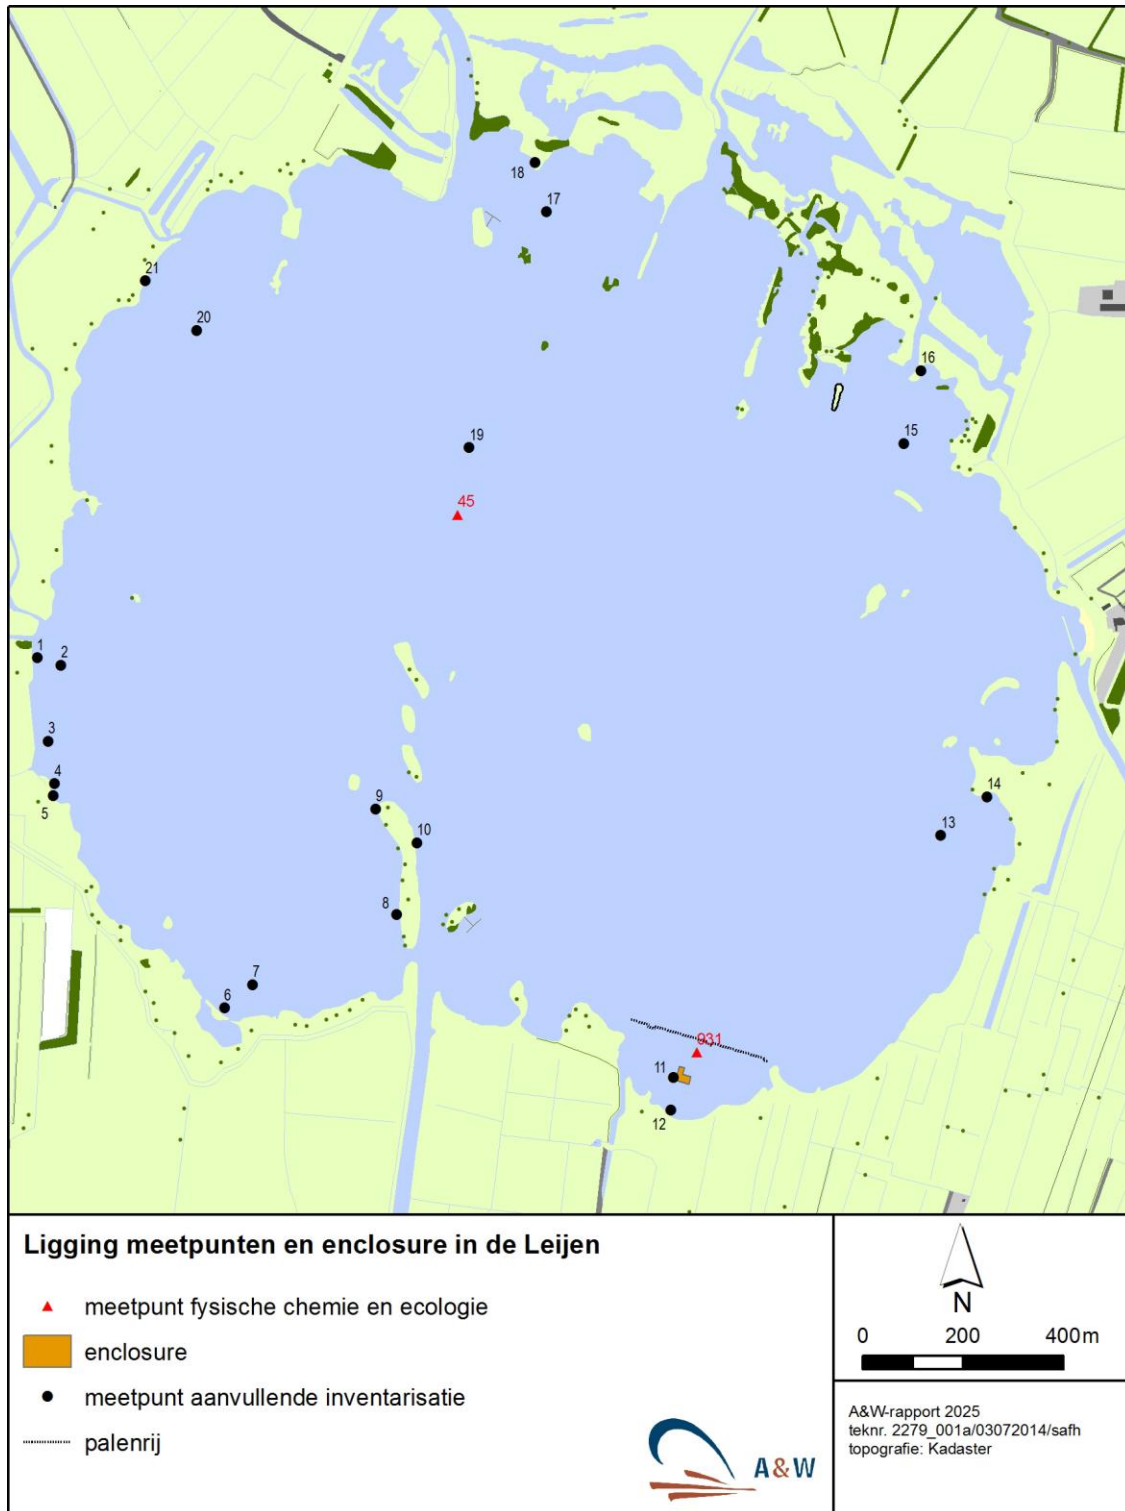 18
17
21
20
16
15
19
45
1
2
3
4
5
9
10
14
13
8
7
6
931
11
12
Ligging meetpunten en enclosure in de Leijen
meetpunt fysische chemie en ecologie
enclosure
meetpunt aanvullende inventarisatie
palenrij
A&W
N
0 200 400m
A&W-rapport 2025
teknr. 2279_001a/03072014/safh
topografie: Kadaster